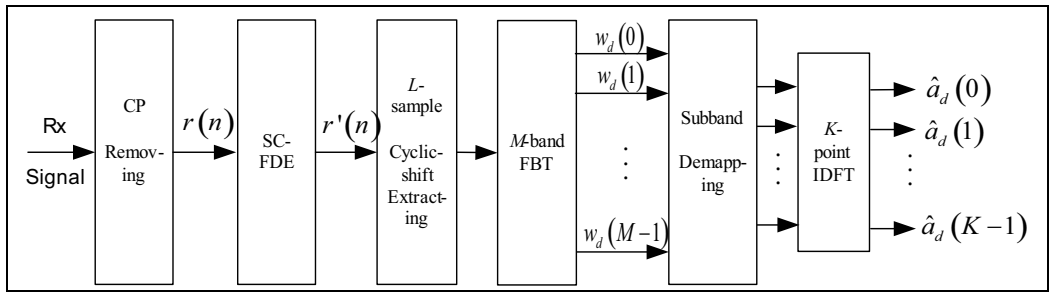 Rx
Signal
CP
Remov-
ing
r(n)
SC-
FDE
r'(n)
L-
sample
Cyclic-
shift
Extract-
ing
M-band
FBT
w_d(0)
w_d(1)
⋮
w_d(M−1)
Subband
Demapp-
ing
⋮
K-
point
IDFT
â_d(0)
â_d(1)
⋮
â_d(K−1)